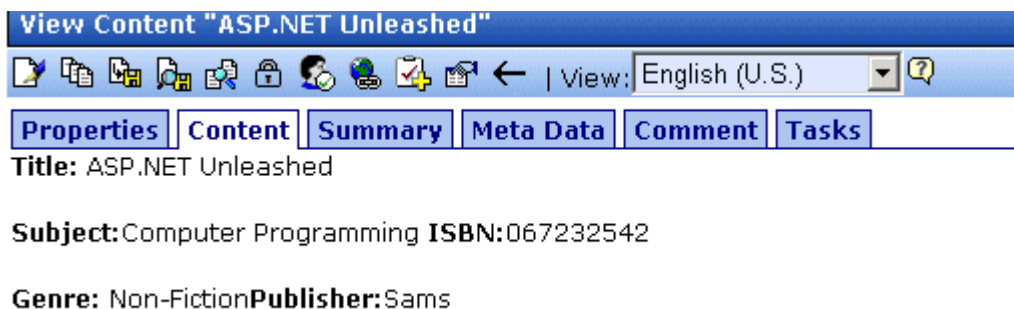 View Content "ASP.NET Unleashed"
| View: English (U.S.)
Properties Content Summary Meta Data Comment Tasks
Title: ASP.NET Unleashed
Subject:Computer Programming ISBN:067232542
Genre: Non-FictionPublisher:Sams